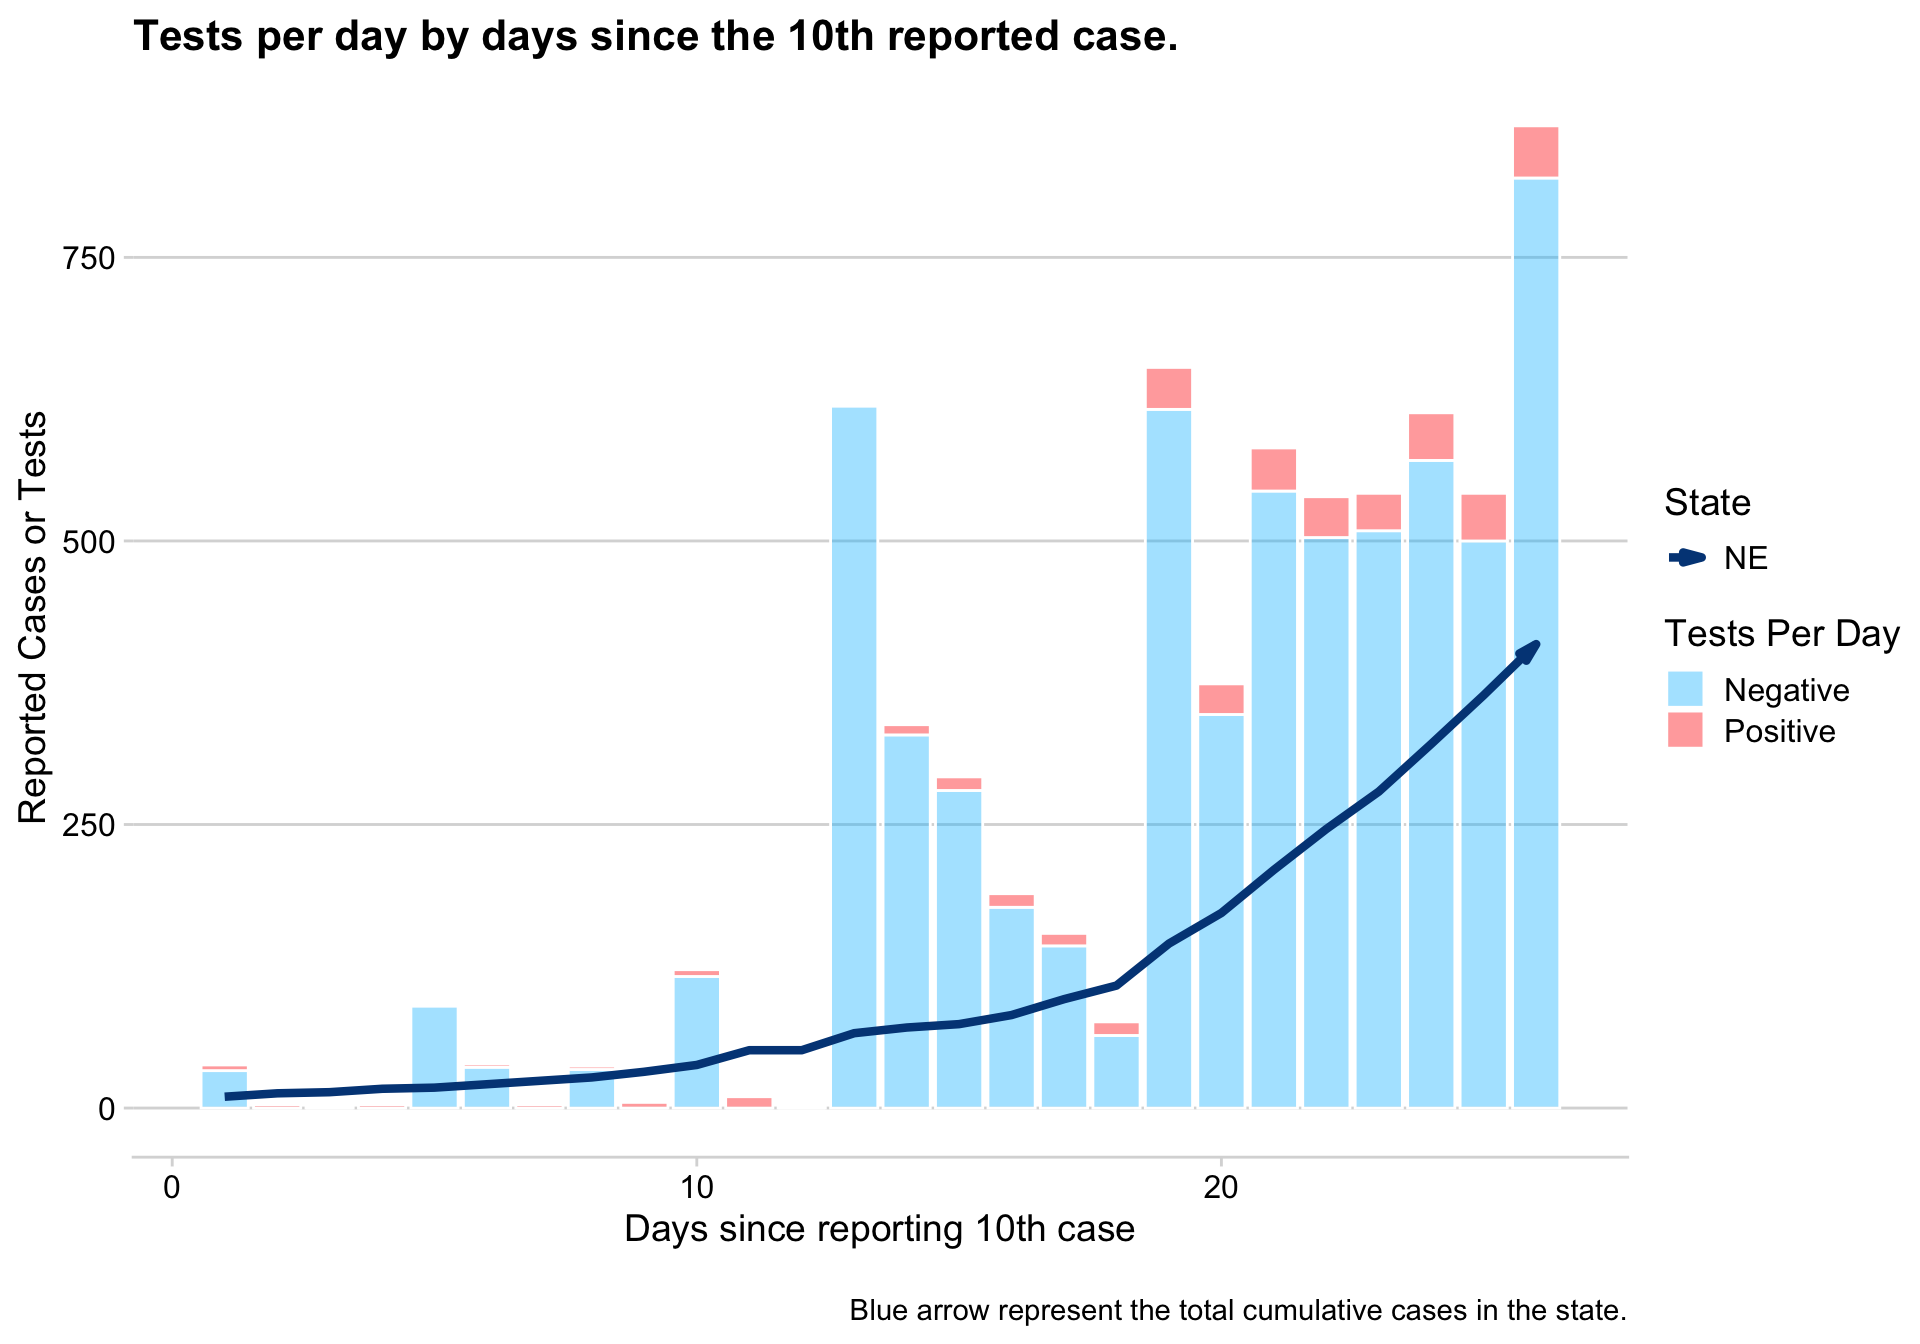 Tests per day by days since the 10th reported case.
Reported Cases or Tests
750
500
250
0
0
10
20
Days since reporting 10th case
State
NE
Tests Per Day
Negative
Positive
Blue arrow represent the total cumulative cases in the state.